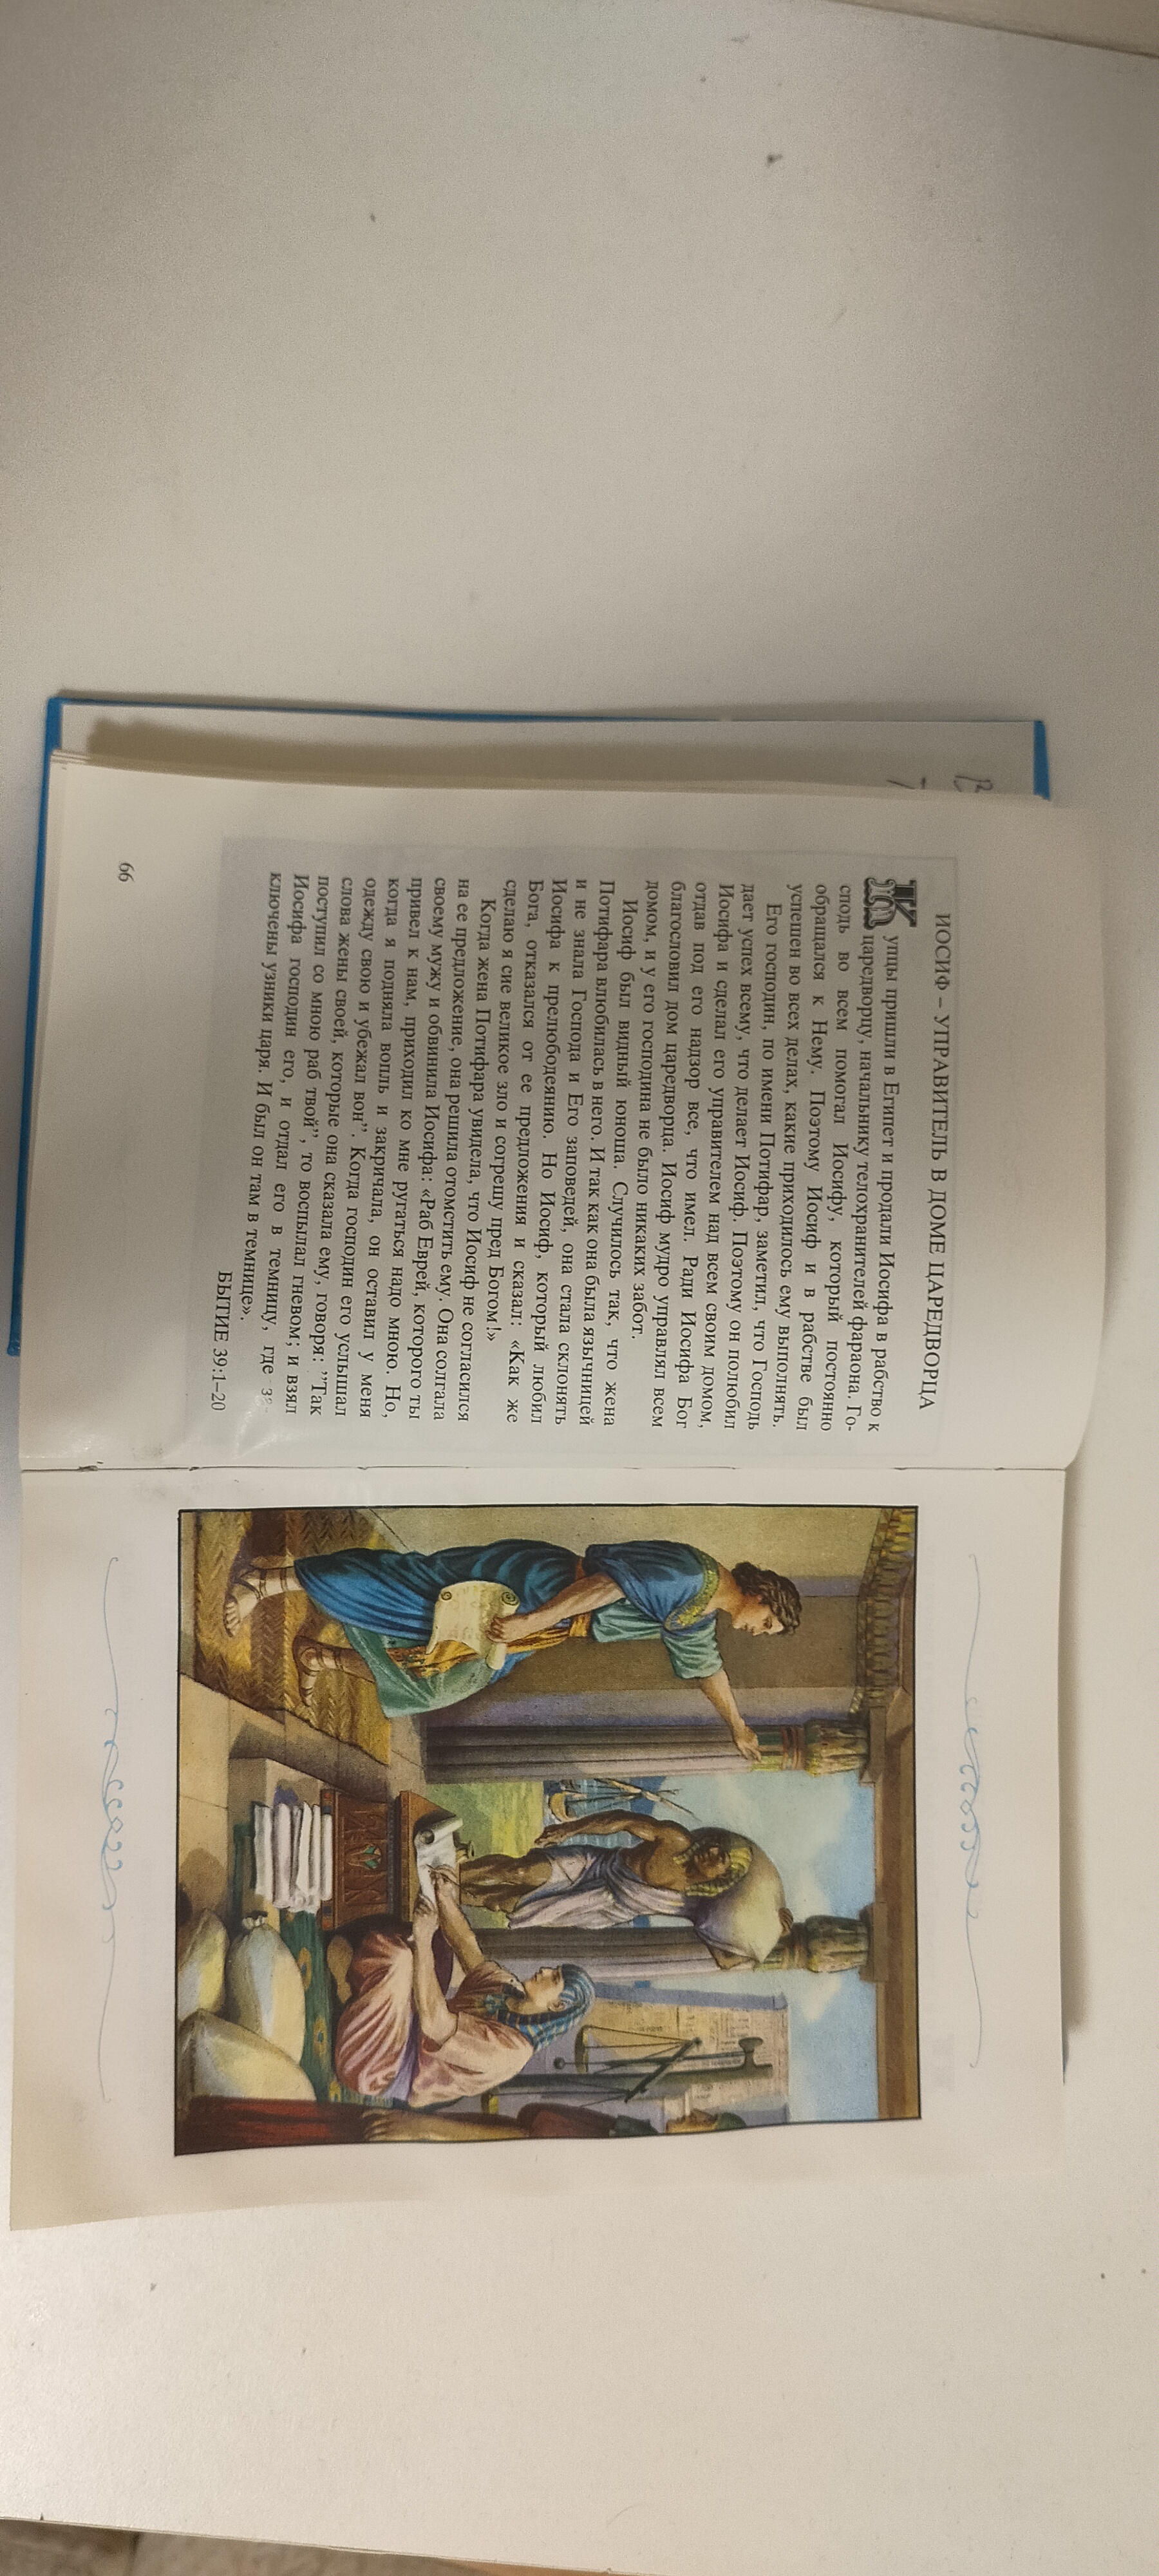 ИОСИФ – УПРАВИТЕЛЬ В ДОМЕ ЦАРЕДВОРЦА
Купцы пришли в Египет и продали Иосифа в рабство к
царедворцу, начальнику телохранителей фараона. Го-
сподь во всем помогал Иосифу, который постоянно
обращался к Нему. Поэтому Иосиф и в рабстве был
успешен во всех делах, какие приходилось ему выполнять.
Его господин, по имени Потифар, заметил, что Господь
дает успех всему, что делает Иосиф. Поэтому он полюбил
Иосифа и сделал его управителем над всем своим домом,
отдав под его надзор все, что имел. Ради Иосифа Бог
благословил дом царедворца. Иосиф мудро управлял всем
домом, и у его господина не было никаких забот.
Иосиф был видный юноша. Случилось так, что жена
Потифара влюбилась в него. И так как она была язычницей
и не знала Господа и Его заповедей, она стала склонять
Иосифа к прелюбодеянию. Но Иосиф, который любил
Бога, отказался от ее предложения и сказал: «Как же
сделаю я сие великое зло и согрешу пред Богом!»
Когда жена Потифара увидела, что Иосиф не согласился
на ее предложение, она решила отомстить ему. Она солгала
своему мужу и обвинила Иосифа: «Раб Еврей, которого ты
привел к нам, приходил ко мне ругаться надо мною. Но,
когда я подняла вопль и закричала, он оставил у меня
одежду свою и убежал вон”. Когда господин его услышал
слова жены своей, которые она сказала ему, говоря: ”Так
поступил со мною раб твой”, то воспылал гневом; и взял
Иосифа господин его, и отдал его в темницу, где за-
ключены узники царя. И был он там в темнице».
БЫТИЕ 39:1–20
66